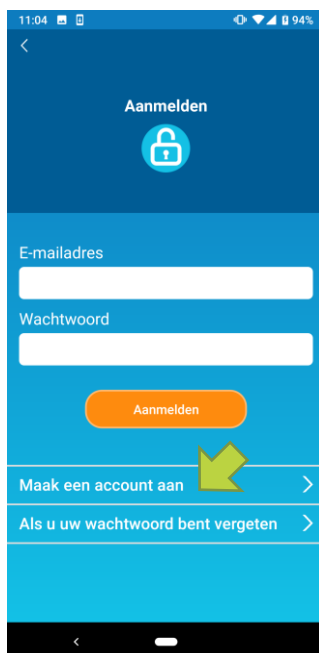 11:04 94%
Aanmelden
E-mailadres
Wachtwoord
Aanmelden
Maak een account aan
Als u uw wachtwoord bent vergeten